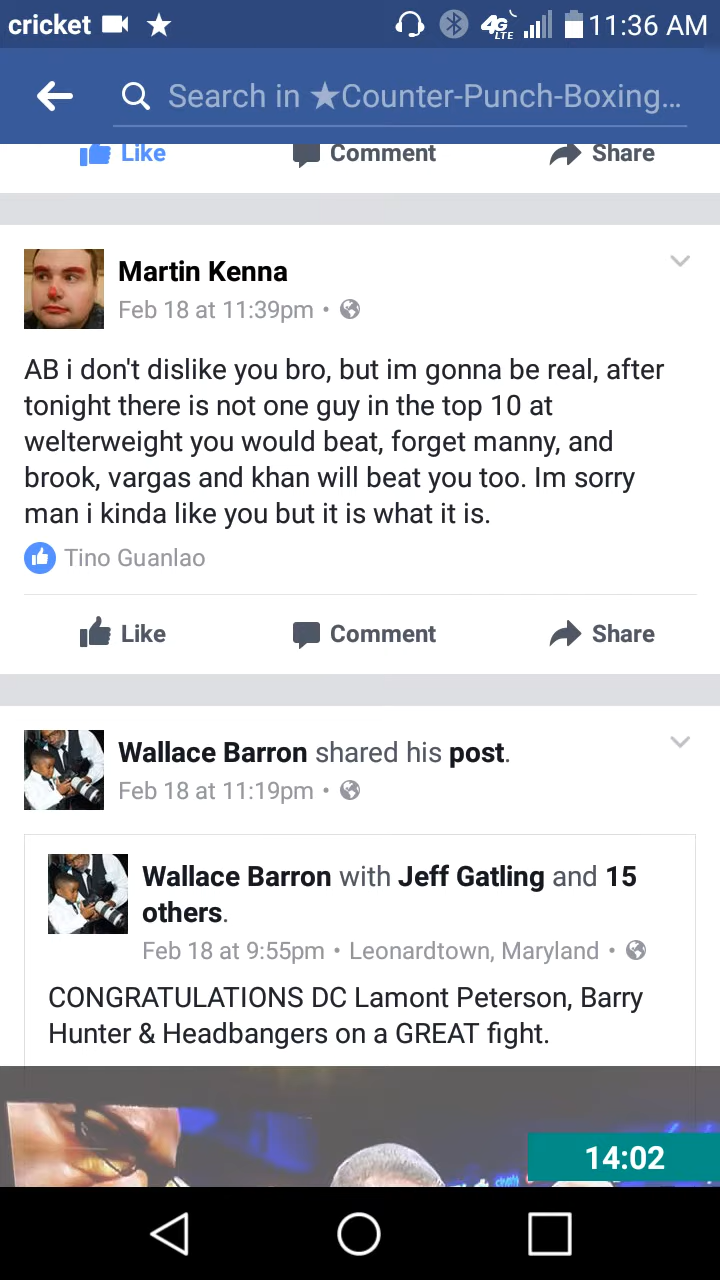 cricket 4G LTE 11:36 AM
Search in ★Counter-Punch-Boxing...
Like Comment Share
Martin Kenna
Feb 18 at 11:39pm •
AB i don't dislike you bro, but im gonna be real, after
tonight there is not one guy in the top 10 at
welterweight you would beat, forget manny, and
brook, vargas and khan will beat you too. Im sorry
man i kinda like you but it is what it is.
Tino Guanlao
Like Comment Share
Wallace Barron shared his post.
Feb 18 at 11:19pm •
Wallace Barron with Jeff Gatling and 15
others.
Feb 18 at 9:55pm • Leonardtown, Maryland •
CONGRATULATIONS DC Lamont Peterson, Barry
Hunter & Headbangers on a GREAT fight.
14:02